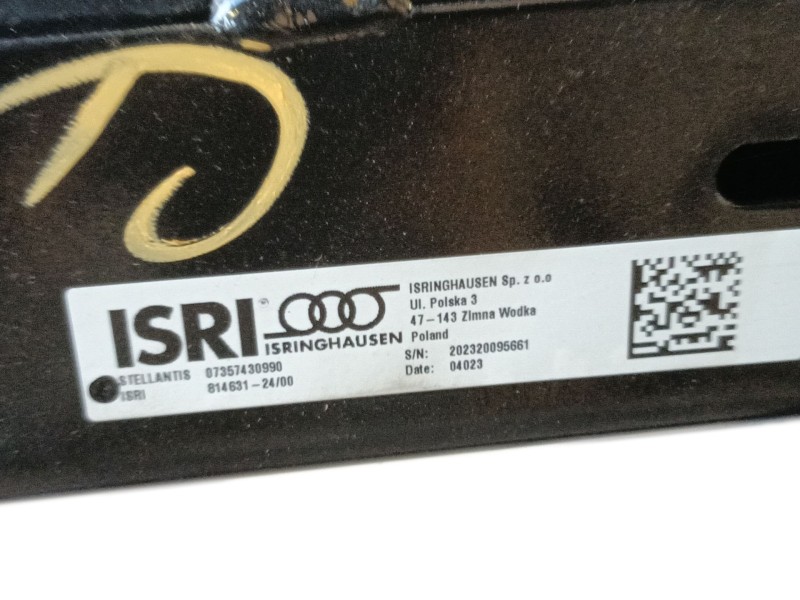 ISRI® ISRINGHAUSEN
ISRINGHAUSEN Sp. z o.o
Ul. Polska 3
47-143 Zimna Wodka
Poland
S/N: 202320095661
Date: 04023
STELLANTIS 07357430990
ISRI 814631-24/00